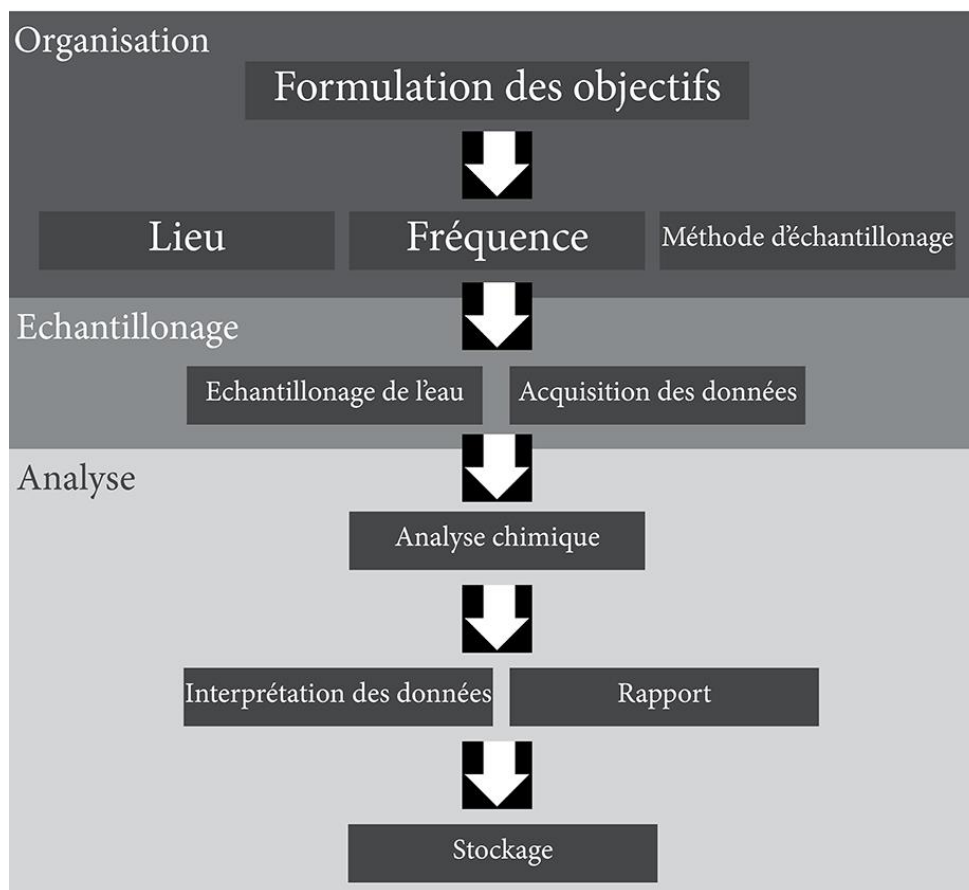 Organisation
Formulation des objectifs
Lieu
Fréquence
Méthode d'échantillonage
Echantillonage
Echantillonage de l'eau
Acquisition des données
Analyse
Analyse chimique
Interprétation des données
Rapport
Stockage